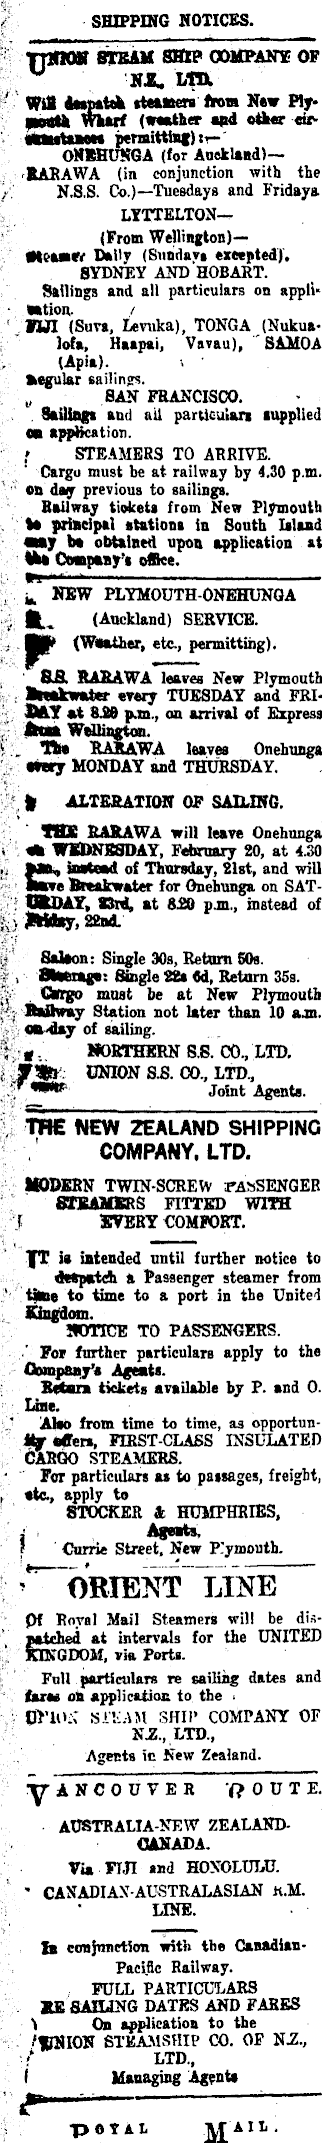 SHIPPING NOTICES.
UNION STEAM SHIP COMPANY OF
N.Z., LTD.
Will despatch steamers from New Ply-
mouth Wharf (weather and other cir-
cumstances permitting):—
ONEHUNGA (for Auckland)—
RARAWA (in conjunction with the
N.S.S. Co.)—Tuesdays and Fridays.
LYTTELTON—
(From Wellington)—
Steamer Daily (Sundays excepted).
SYDNEY AND HOBART.
Sailings and all particulars on appli-
cation.
FIJI (Suva, Levuka), TONGA (Nukua-
lofa, Haapai, Vavau), SAMOA
(Apia).
Regular sailings.
SAN FRANCISCO.
Sailings and all particulars supplied
on application.
STEAMERS TO ARRIVE.
Cargo must be at railway by 4.30 p.m.
on day previous to sailings.
Railway tickets from New Plymouth
to principal stations in South Island
may be obtained upon application at
the Company's office.
NEW PLYMOUTH-ONEHUNGA
(Auckland) SERVICE.
(Weather, etc., permitting).
S.S. RARAWA leaves New Plymouth
Breakwater every TUESDAY and FRI-
DAY at 8.20 p.m., on arrival of Express
from Wellington.
The RARAWA leaves Onehunga
every MONDAY and THURSDAY.
ALTERATION OF SAILING.
THE RARAWA will leave Onehunga
on WEDNESDAY, February 20, at 4.30
p.m., instead of Thursday, 21st, and will
leave Breakwater for Onehunga on SAT-
URDAY, 23rd, at 8.20 p.m., instead of
Friday, 22nd.
Saloon: Single 30s, Return 50s.
Steerage: Single 22s 6d, Return 35s.
Cargo must be at New Plymouth
Railway Station not later than 10 a.m.
on day of sailing.
NORTHERN S.S. CO., LTD.
UNION S.S. CO., LTD.,
Joint Agents.
THE NEW ZEALAND SHIPPING
COMPANY, LTD.
MODERN TWIN-SCREW PASSENGER
STEAMERS FITTED WITH
EVERY COMFORT.
IT is intended until further notice to
despatch a Passenger steamer from
time to time to a port in the United
Kingdom.
NOTICE TO PASSENGERS.
For further particulars apply to the
Company's Agents.
Return tickets available by P. and O.
Line.
Also from time to time, as opportun-
ity offers, FIRST-CLASS INSULATED
CARGO STEAMERS.
For particulars as to passages, freight,
etc., apply to
STOCKER & HUMPHRIES,
Agents,
Currie Street, New Plymouth.
ORIENT LINE
Of Royal Mail Steamers will be dis-
patched at intervals for the UNITED
KINGDOM, via Ports.
Full particulars re sailing dates and
fares on application to the
UNION STEAM SHIP COMPANY OF
N.Z., LTD.,
Agents in New Zealand.
VANCOUVER ROUTE.
AUSTRALIA-NEW ZEALAND-
CANADA.
Via FIJI and HONOLULU.
CANADIAN-AUSTRALASIAN R.M.
LINE.
In conjunction with the Canadian-
Pacific Railway.
FULL PARTICULARS
RE SAILING DATES AND FARES
On application to the
UNION STEAMSHIP CO. OF N.Z.,
LTD.,
Managing Agents
ROYAL MAIL.